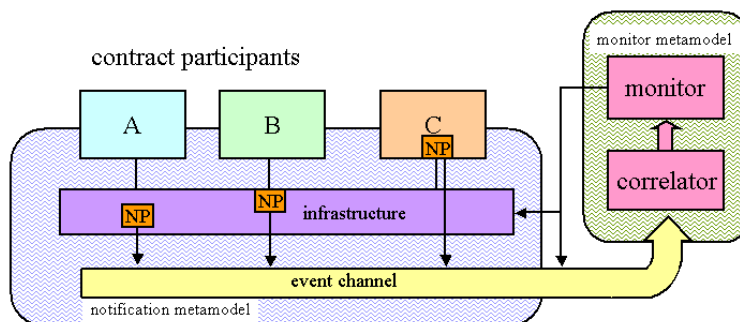 monitor metamodel
contract participants
monitor
A
B
C
NP
correlator
NP
NP
infrastructure
event channel
notification metamodel